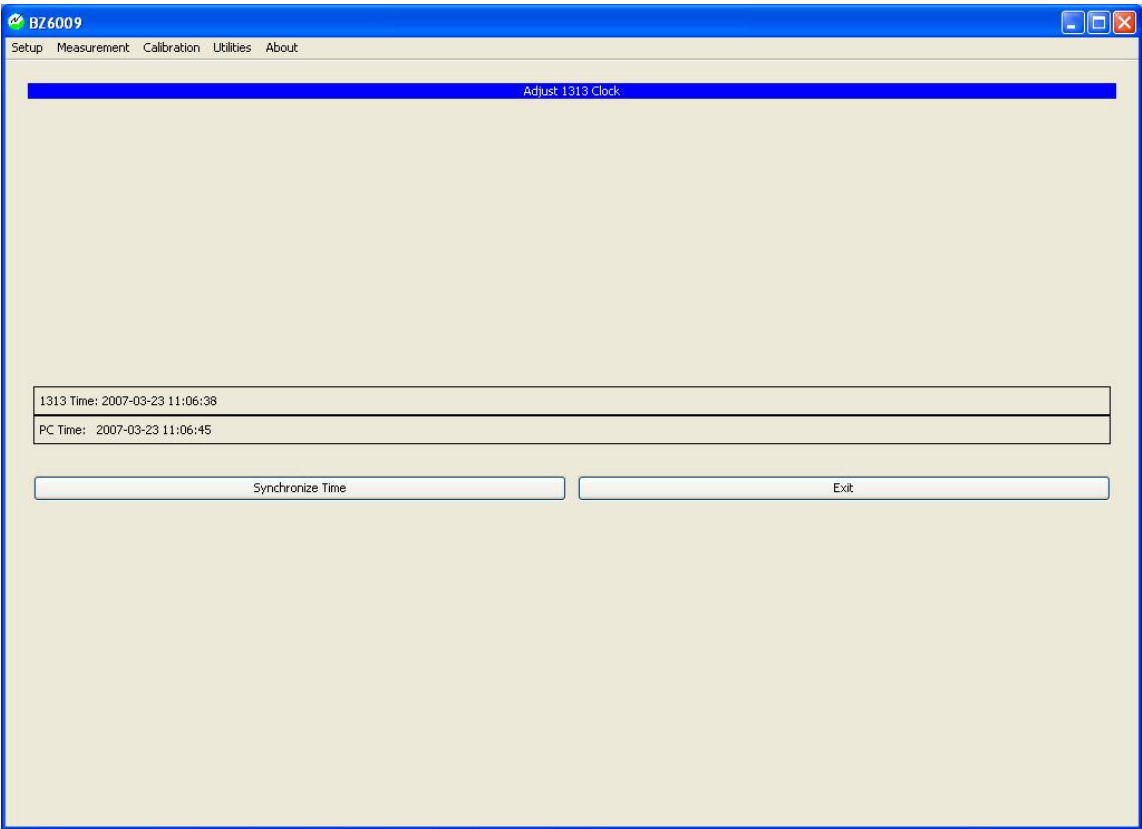 BZ6009
Setup Measurement Calibration Utilities About
Adjust 1313 Clock
1313 Time: 2007-03-23 11:06:38
PC Time: 2007-03-23 11:06:45
Synchronize Time Exit